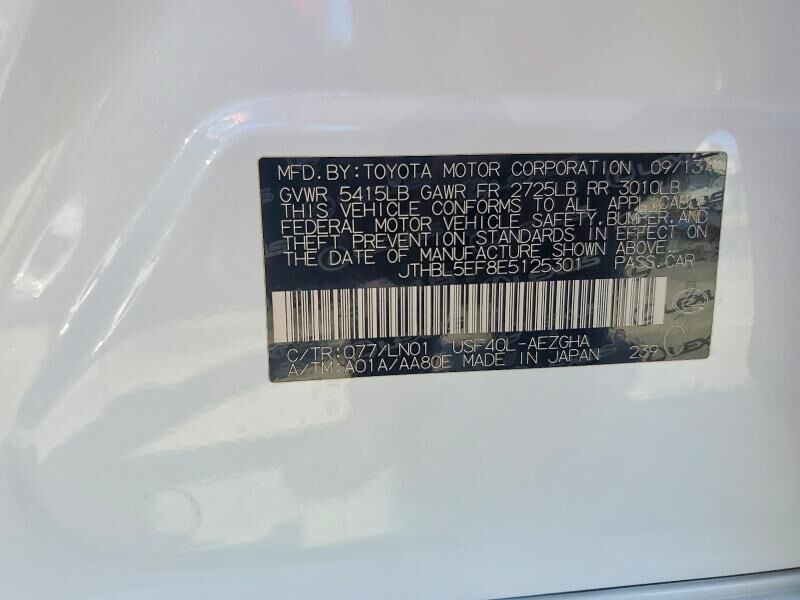 MFD. BY: TOYOTA MOTOR CORPORATION 09/13
GVWR 5415LB GAWR FR 2725LB RR 3010LB
THIS VEHICLE CONFORMS TO ALL APPLICABLE
FEDERAL MOTOR VEHICLE SAFETY, BUMPER, AND
THEFT PREVENTION STANDARDS IN EFFECT ON
THE DATE OF MANUFACTURE SHOWN ABOVE.
JTHBL5EF8E5125301 PASS.CAR
C/TR: 077/LN01 USF40L-AEZGHA
A/TM: A01A/AA80E MADE IN JAPAN 239 C